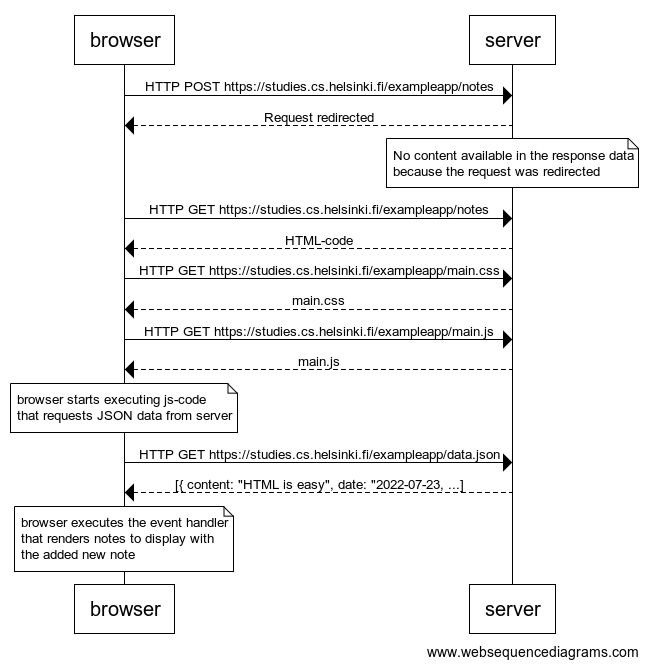 browser
server
HTTP POST https://studies.cs.helsinki.fi/exampleapp/notes
Request redirected
No content available in the response data
because the request was redirected
HTTP GET https://studies.cs.helsinki.fi/exampleapp/notes
HTML-code
HTTP GET https://studies.cs.helsinki.fi/exampleapp/main.css
main.css
HTTP GET https://studies.cs.helsinki.fi/exampleapp/main.js
main.js
browser starts executing js-code
that requests JSON data from server
HTTP GET https://studies.cs.helsinki.fi/exampleapp/data.json
[{ content: "HTML is easy", date: "2022-07-23, ...]
browser executes the event handler
that renders notes to display with
the added new note
browser
server
www.websequencediagrams.com